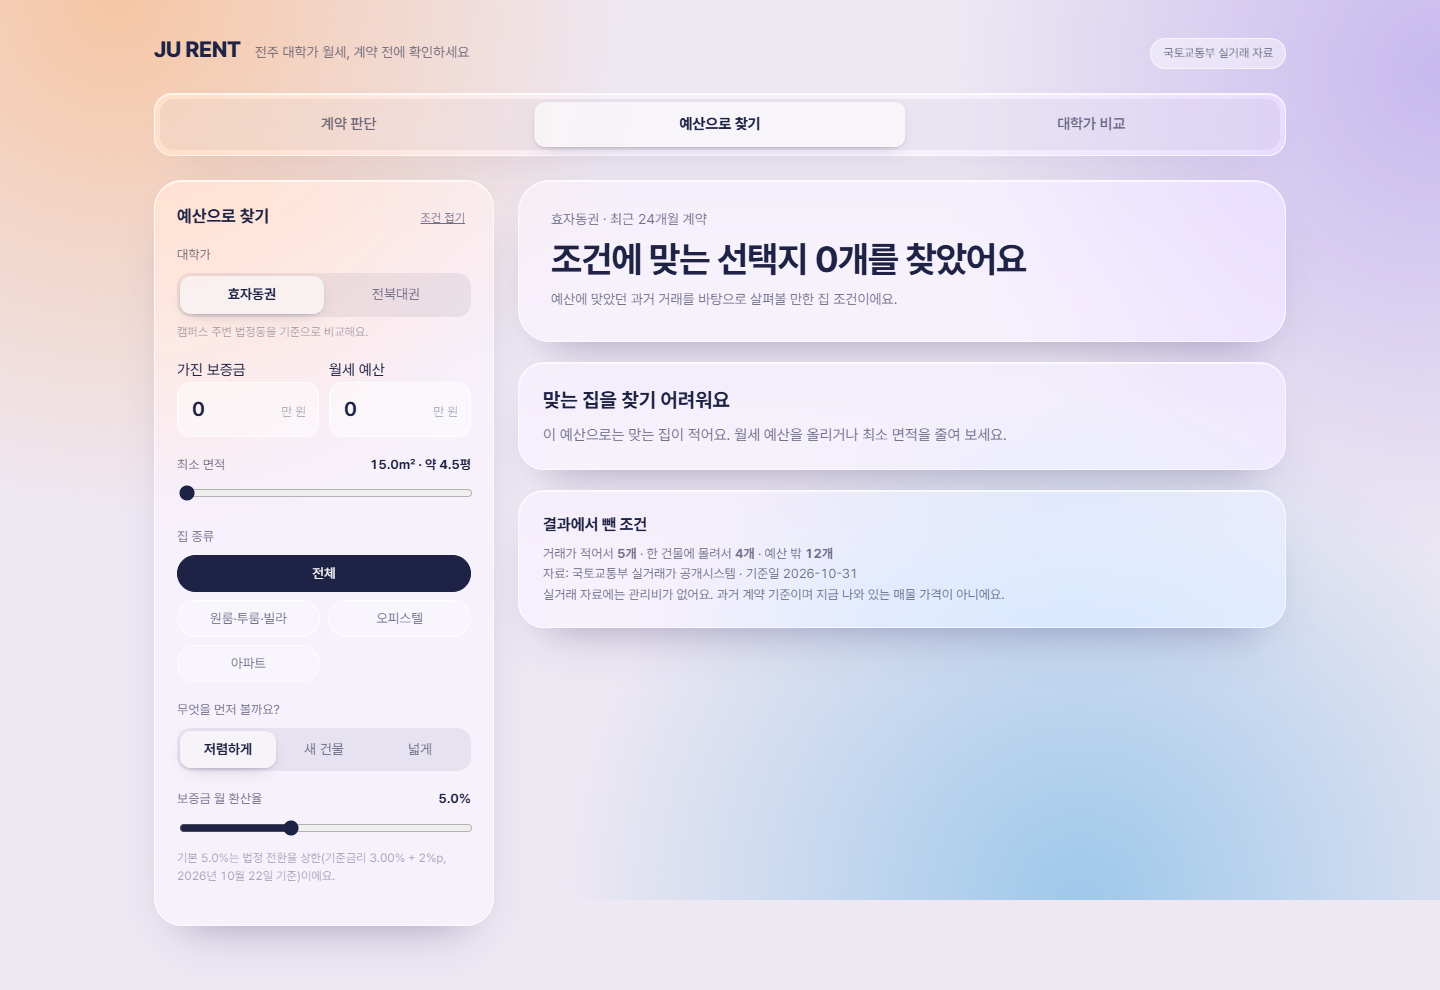 JU RENT
전주 대학가 월세, 계약 전에 확인하세요
국토교통부 실거래 자료
계약 판단
예산으로 찾기
대학가 비교
예산으로 찾기
조건 접기
대학가
효자동권
전북대권
캠퍼스 주변 법정동을 기준으로 비교해요.
가진 보증금
월세 예산
0 만 원
0 만 원
최소 면적
15.0m² · 약 4.5평
집 종류
전체
원룸·투룸·빌라
오피스텔
아파트
무엇을 먼저 볼까요?
저렴하게
새 건물
넓게
보증금 월 환산율
5.0%
기본 5.0%는 법정 전환율 상한(기준금리 3.00% + 2%p,
2026년 10월 22일 기준)이에요.
효자동권 · 최근 24개월 계약
조건에 맞는 선택지 0개를 찾았어요
예산에 맞았던 과거 거래를 바탕으로 살펴볼 만한 집 조건이에요.
맞는 집을 찾기 어려워요
이 예산으로는 맞는 집이 적어요. 월세 예산을 올리거나 최소 면적을 줄여 보세요.
결과에서 뺀 조건
거래가 적어서 5개 · 한 건물에 몰려서 4개 · 예산 밖 12개
자료: 국토교통부 실거래가 공개시스템 · 기준일 2026-10-31
실거래 자료에는 관리비가 없어요. 과거 계약 기준이며 지금 나와 있는 매물 가격이 아니에요.